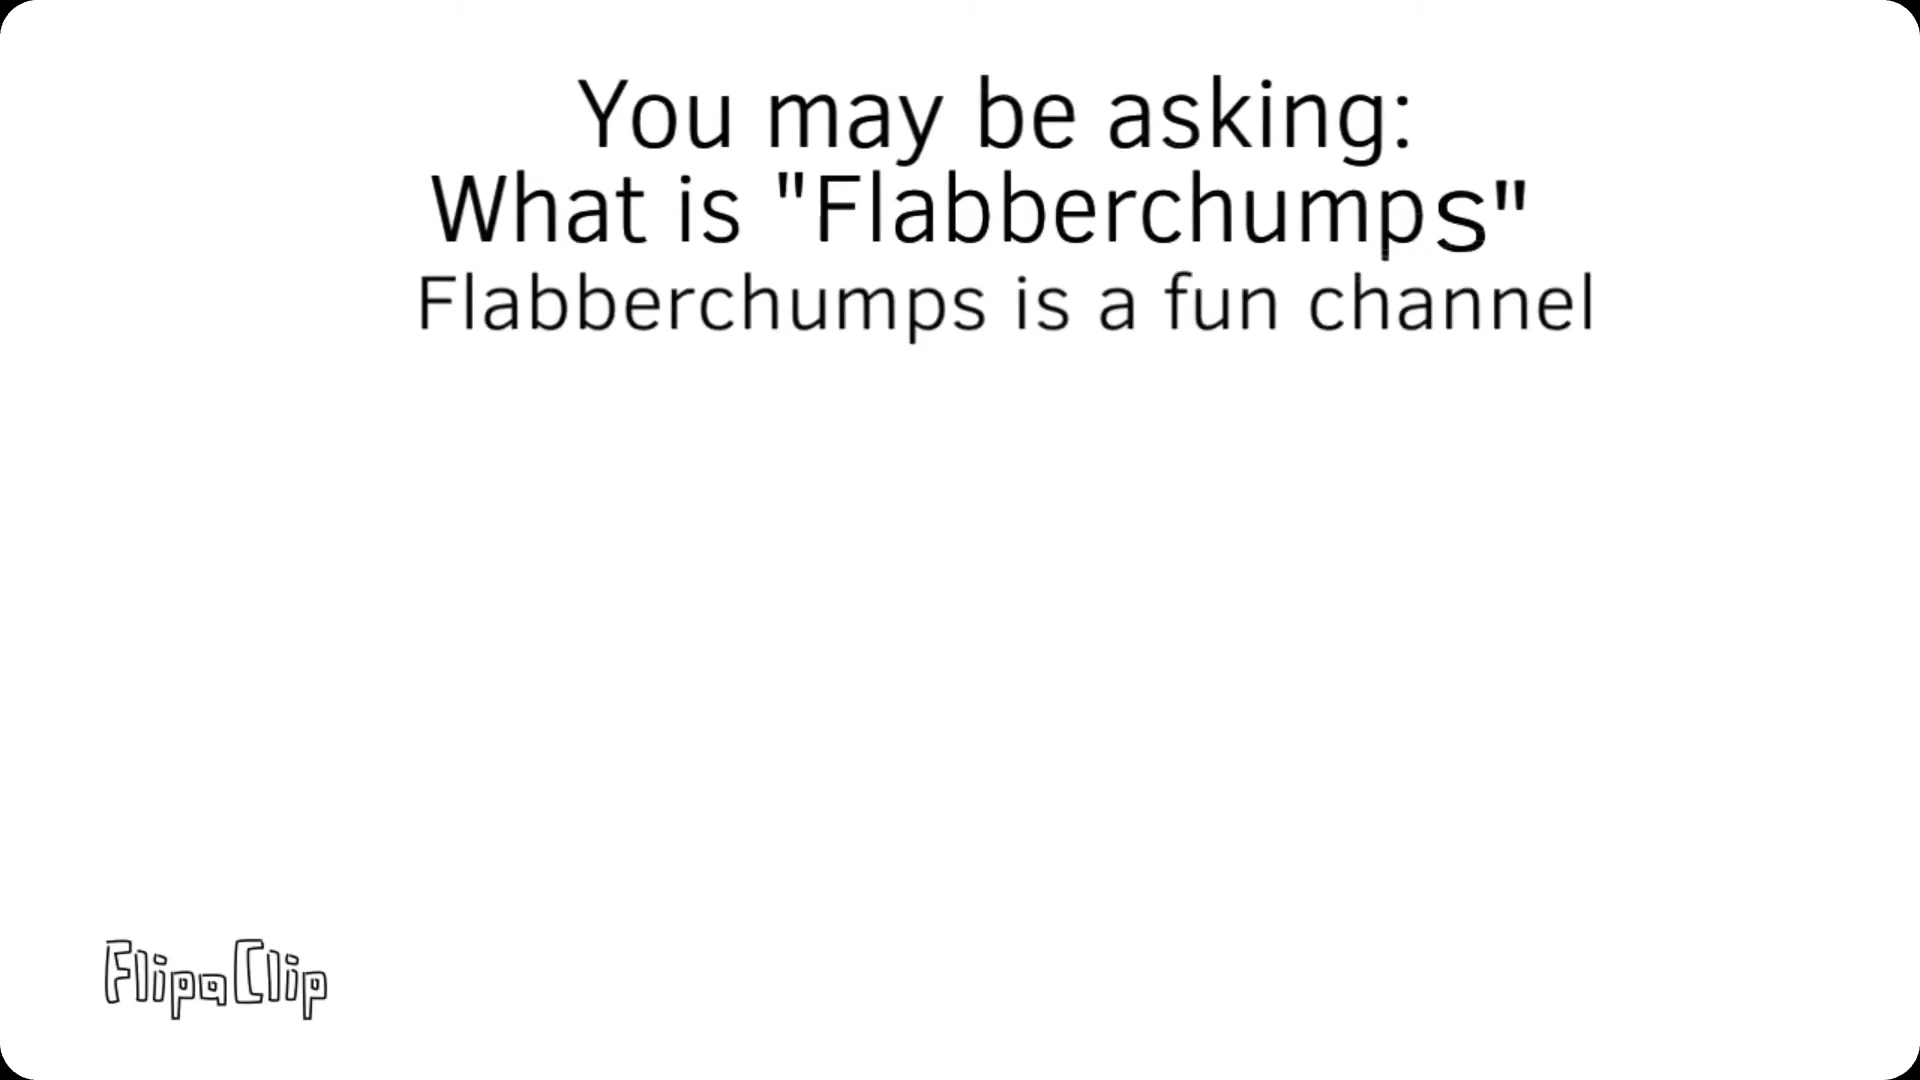 You may be asking:
What is "Flabberchumps"
Flabberchumps is a fun channel
FlipaClip